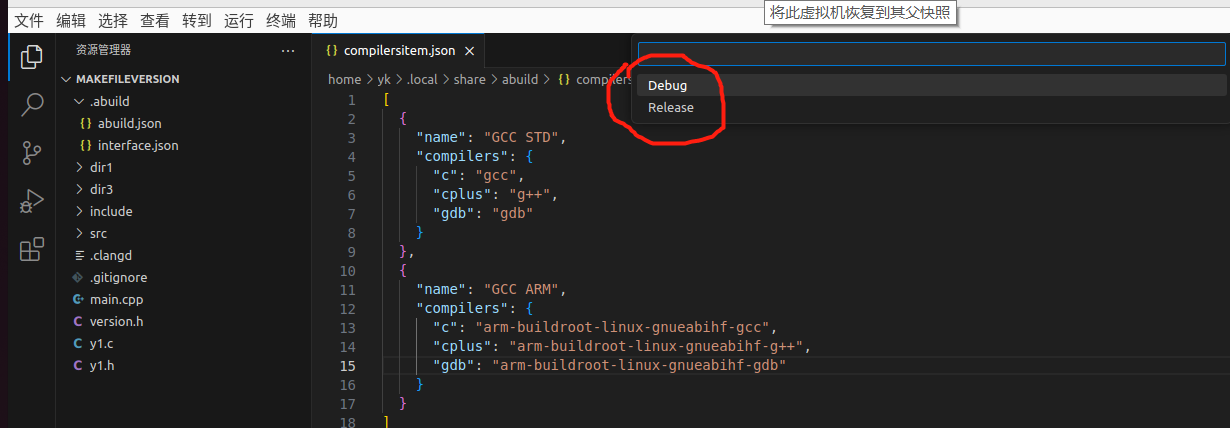 将此虚拟机恢复到其父快照
文件 编辑 选择 查看 转到 运行 终端 帮助
资源管理器 ...
MAKEFILEVERSION
.abuild
abuild.json
interface.json
dir1
dir3
include
src
.clangd
.gitignore
main.cpp
version.h
y1.c
y1.h
{} compilersitem.json ×
home > yk > .local > share > abuild > {} compilers
Debug
Release
1 [
2 {
3 "name": "GCC STD",
4 "compilers": {
5 "c": "gcc",
6 "cplus": "g++",
7 "gdb": "gdb"
8 }
9 },
10 {
11 "name": "GCC ARM",
12 "compilers": {
13 "c": "arm-buildroot-linux-gnueabihf-gcc",
14 "cplus": "arm-buildroot-linux-gnueabihf-g++",
15 "gdb": "arm-buildroot-linux-gnueabihf-gdb"
16 }
17 }
18 ]